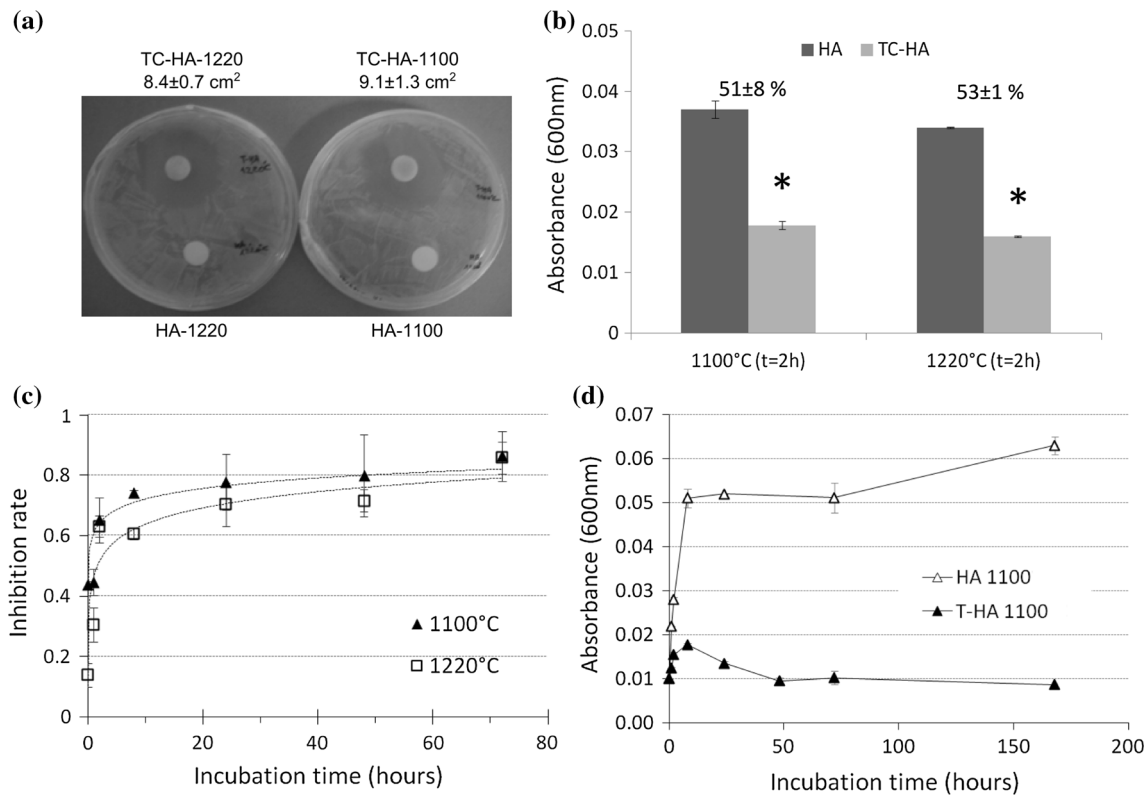 (a)
TC-HA-1220
8.4±0.7 cm²
TC-HA-1100
9.1±1.3 cm²
HA-1220
HA-1100
(b)
Absorbance (600nm)
0.05
0.04
0.03
0.02
0.01
0
HA
TC-HA
51±8 %
53±1 %
*
*
1100°C (t=2h)
1220°C (t=2h)
(c)
Inhibition rate
1
0.8
0.6
0.4
0.2
0
1100°C
1220°C
0
20
40
60
80
Incubation time (hours)
(d)
Absorbance (600nm)
0.07
0.06
0.05
0.04
0.03
0.02
0.01
0.00
HA 1100
T-HA 1100
0
50
100
150
200
Incubation time (hours)